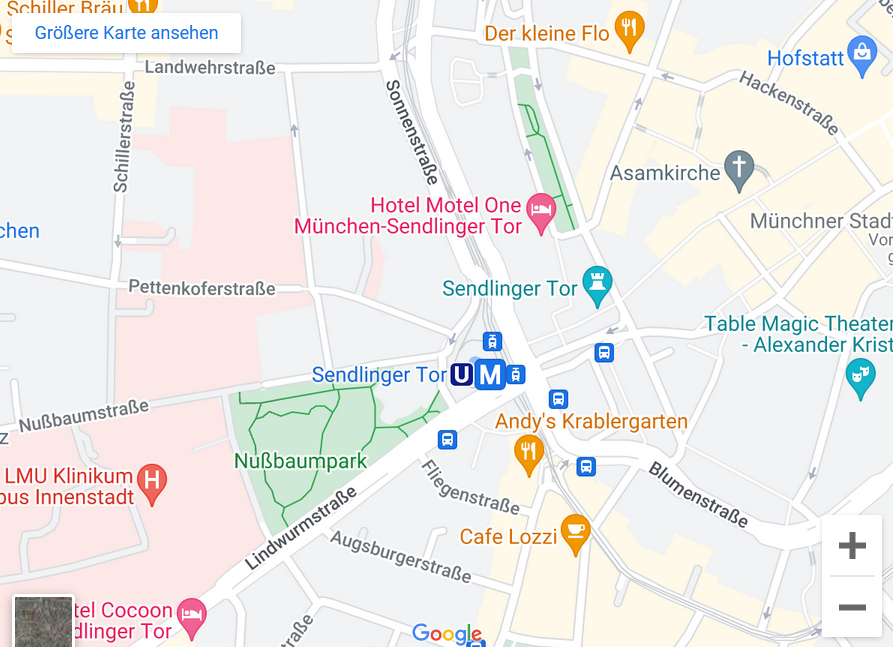 Schiller Bräu
Größere Karte ansehen
Der kleine Flo
Hofstatt
Landwehrstraße
Hackenstraße
Sonnenstraße
Schillerstraße
Asamkirche
Hotel Motel One
München-Sendlinger Tor
Münchner Stad
Vor
chen
Pettenkoferstraße
Sendlinger Tor
Table Magic Theater
- Alexander Krist
Sendlinger Tor U M
Nußbaumstraße
Andy's Krablergarten
z
Nußbaumpark
LMU Klinikum
pus Innenstadt
H
Fliegenstraße
Blumenstraße
Lindwurmstraße
Cafe Lozzi
Augsburgerstraße
tel Cocoon
dlinger Tor
raße
Google